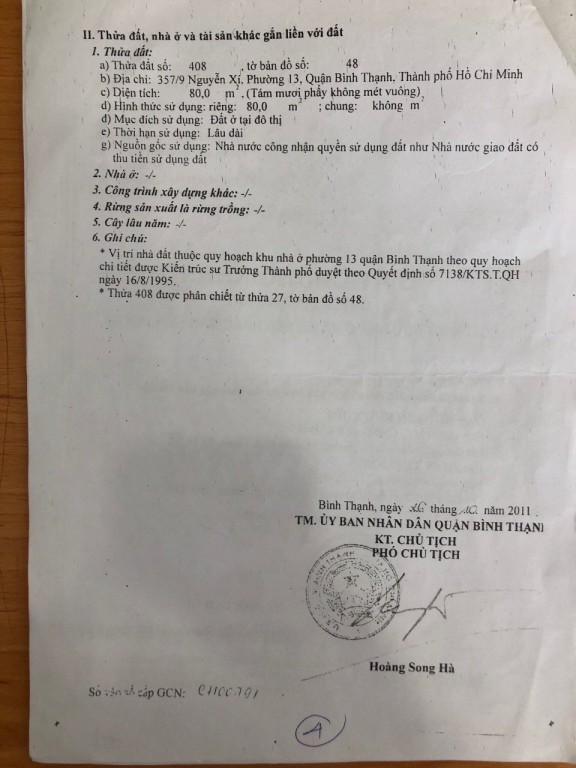 II. Thửa đất, nhà ở và tài sản khác gắn liền với đất
1. Thửa đất:
a) Thửa đất số: 408 , tờ bản đồ số: 48
b) Địa chỉ: 357/9 Nguyễn Xí, Phường 13, Quận Bình Thạnh, Thành phố Hồ Chí Minh
c) Diện tích: 80,0 m², (Tám mươi phẩy không mét vuông)
d) Hình thức sử dụng: riêng: 80,0 m² ; chung: không m²
đ) Mục đích sử dụng: Đất ở tại đô thị
e) Thời hạn sử dụng: Lâu dài
g) Nguồn gốc sử dụng: Nhà nước công nhận quyền sử dụng đất như Nhà nước giao đất có
thu tiền sử dụng đất
2. Nhà ở: -/-
3. Công trình xây dựng khác: -/-
4. Rừng sản xuất là rừng trồng: -/-
5. Cây lâu năm: -/-
6. Ghi chú:
* Vị trí nhà đất thuộc quy hoạch khu nhà ở phường 13 quận Bình Thạnh theo quy hoạch
chi tiết được Kiến trúc sư Trưởng Thành phố duyệt theo Quyết định số 7138/KTS.T.QH
ngày 16/8/1995.
* Thửa 408 được phân chiết từ thửa 27, tờ bản đồ số 48.
Bình Thạnh, ngày tháng năm 2011
TM. ỦY BAN NHÂN DÂN QUẬN BÌNH THẠN
KT. CHỦ TỊCH
PHÓ CHỦ TỊCH
Hoàng Song Hà
Số cấp GCN:
A